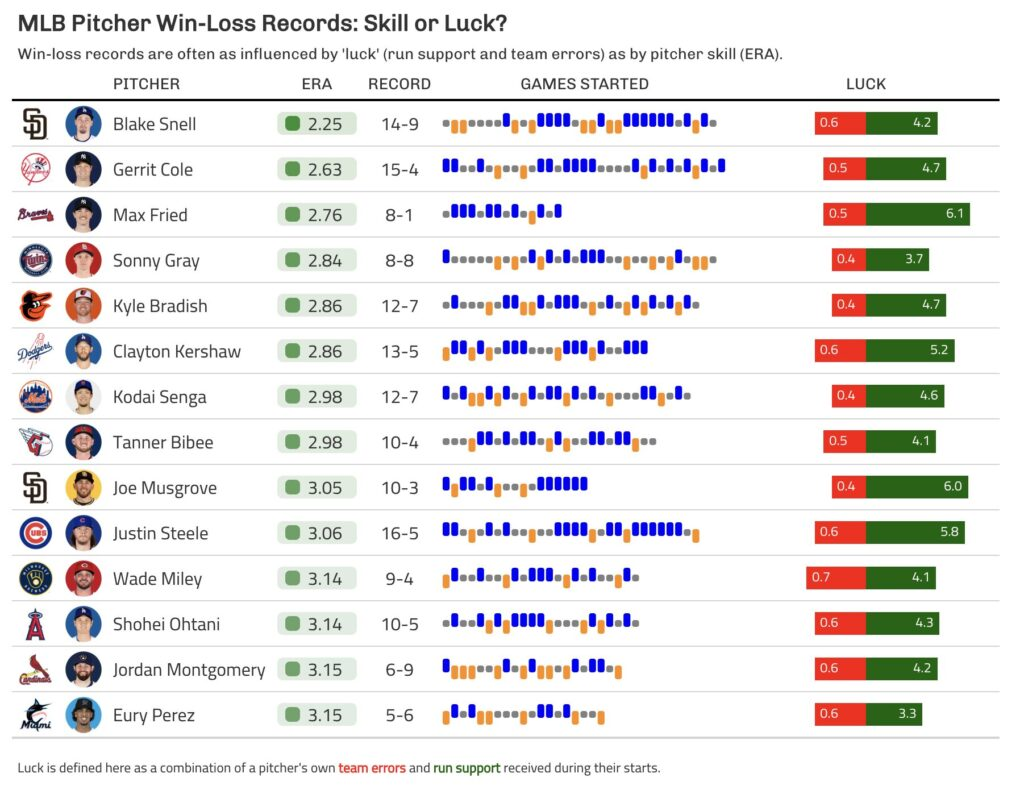 MLB Pitcher Win-Loss Records: Skill or Luck?
Win-loss records are often as influenced by 'luck' (run support and team errors) as by pitcher skill (ERA).
PITCHER ERA RECORD GAMES STARTED LUCK
SD Blake Snell 2.25 14-9 0.6 4.2
Gerrit Cole 2.63 15-4 0.5 4.7
Braves Max Fried 2.76 8-1 0.5 6.1
Twins Sonny Gray 2.84 8-8 0.4 3.7
Kyle Bradish 2.86 12-7 0.4 4.7
Dodgers Clayton Kershaw 2.86 13-5 0.6 5.2
Mets Kodai Senga 2.98 12-7 0.4 4.6
Tanner Bibee 2.98 10-4 0.5 4.1
SD Joe Musgrove 3.05 10-3 0.4 6.0
CUBS Justin Steele 3.06 16-5 0.6 5.8
Wade Miley 3.14 9-4 0.7 4.1
A Shohei Ohtani 3.14 10-5 0.6 4.3
Cardinals Jordan Montgomery 3.15 6-9 0.6 4.2
Miami Eury Perez 3.15 5-6 0.6 3.3
Luck is defined here as a combination of a pitcher's own team errors and run support received during their starts.